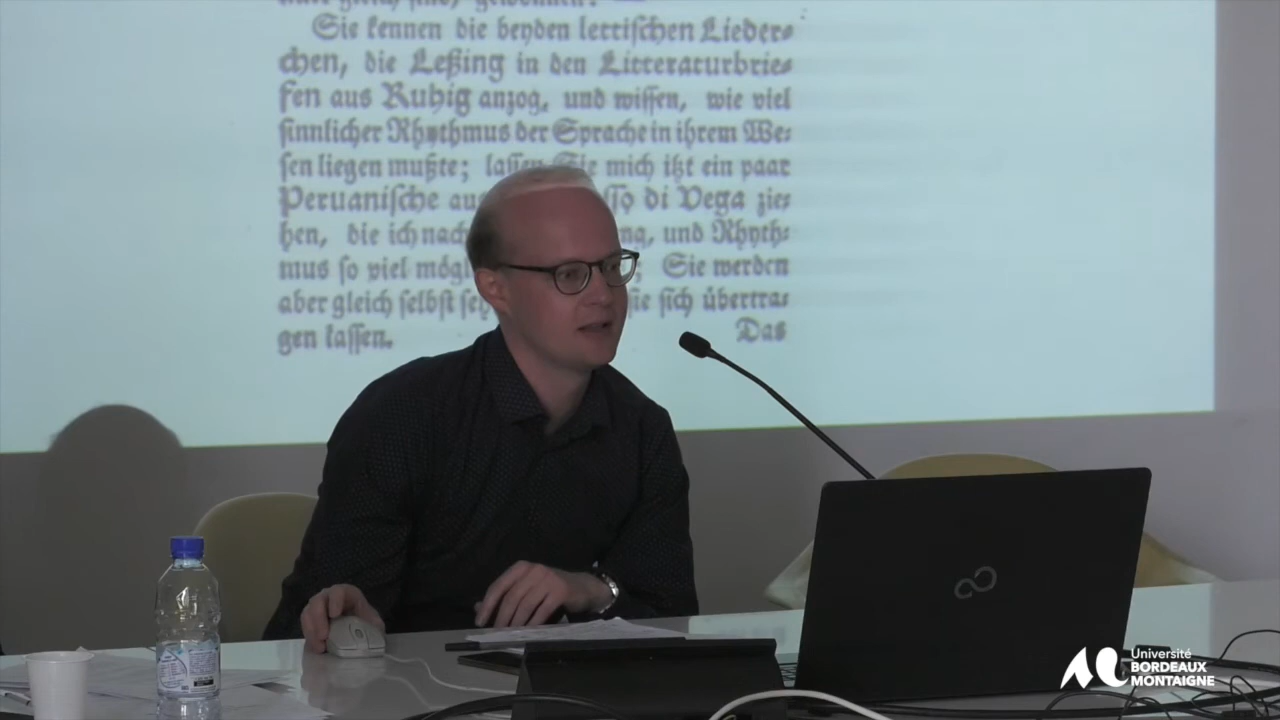 Sie kennen die beyden lettischen Lieder-
chen, die Leßing in den Litteraturbrie-
fen aus Ruhig anzog, und wissen, wie viel
sinnlicher Rhythmus der Sprache in ihrem We-
sen liegen mußte; lassen Sie mich itzt ein paar
Peruanische aus di Vega zie-
hen, die ich nach und Rhyth-
mus so viel Sie werden
aber gleich selbst sie sich übertra-
gen lassen. Das
Université
BORDEAUX
MONTAIGNE